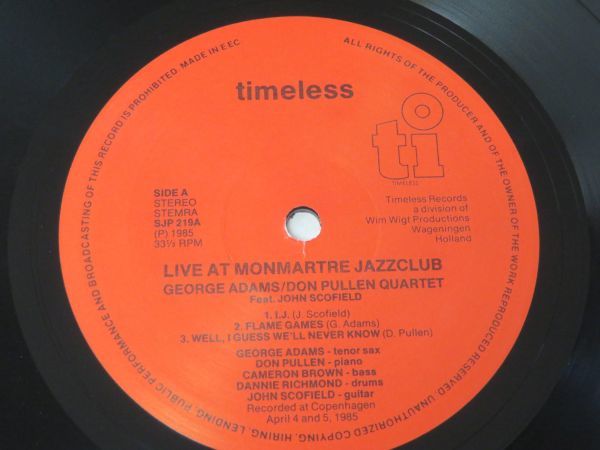 timeless
ti
TIMELESS
SIDE A
STEREO
STEMRA
SJP 219A
(P) 1985
33⅓ RPM
Timeless Records
a division of
Wim Wigt Productions
Wageningen
Holland
LIVE AT MONMARTRE JAZZCLUB
GEORGE ADAMS/DON PULLEN QUARTET
Feat. JOHN SCOFIELD
1. I.J. (J. Scofield)
2. FLAME GAMES (G. Adams)
3. WELL, I GUESS WE'LL NEVER KNOW (D. Pullen)
GEORGE ADAMS - tenor sax
DON PULLEN - piano
CAMERON BROWN - bass
DANNIE RICHMOND - drums
JOHN SCOFIELD - guitar
Recorded at Copenhagen
April 4 and 5, 1985
ALL RIGHTS OF THE PRODUCER AND OF THE OWNER OF THE WORK REPRODUCED RESERVED. UNAUTHORIZED COPYING, HIRING, LENDING, PUBLIC PERFORMANCE AND BROADCASTING OF THIS RECORD IS PROHIBITED. MADE IN E.E.C.